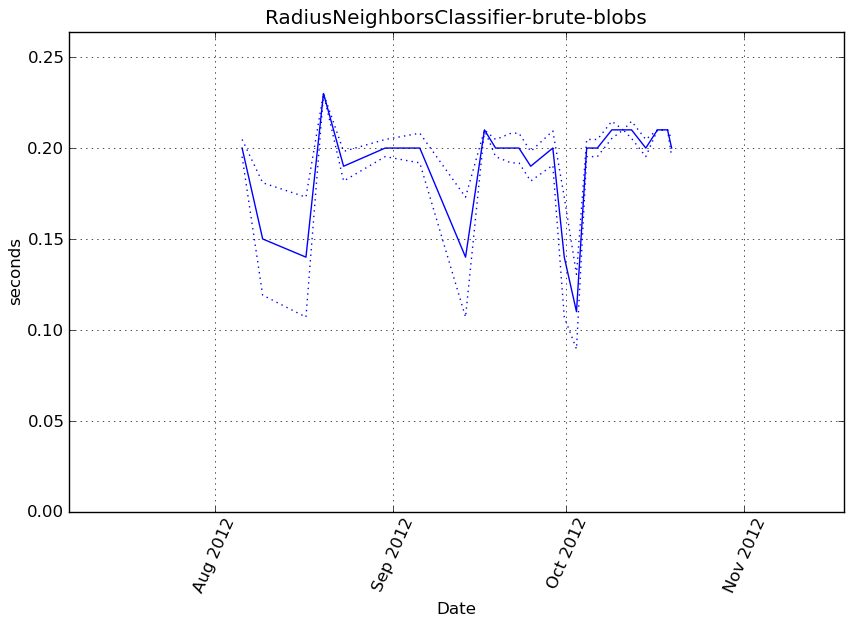 RadiusNeighborsClassifier-brute-blobs
0.25
0.20
0.15
0.10
0.05
0.00
seconds
Aug 2012
Sep 2012
Oct 2012
Nov 2012
Date